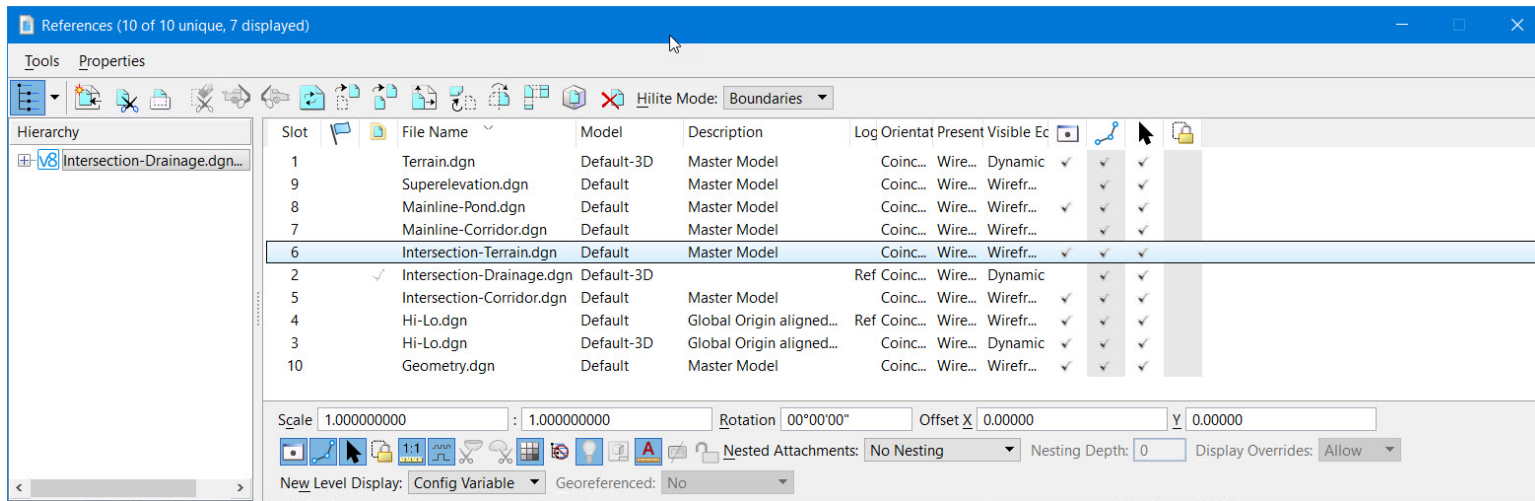 References (10 of 10 unique, 7 displayed)
Tools Properties
Hilite Mode: Boundaries
Hierarchy
V8 Intersection-Drainage.dgn...
Slot File Name Model Description Log Orientat Present Visible Ed
1 Terrain.dgn Default-3D Master Model Coinc... Wire... Dynamic
9 Superelevation.dgn Default Master Model Coinc... Wire... Wirefr...
8 Mainline-Pond.dgn Default Master Model Coinc... Wire... Wirefr...
7 Mainline-Corridor.dgn Default Master Model Coinc... Wire... Wirefr...
6 Intersection-Terrain.dgn Default Master Model Coinc... Wire... Wirefr...
2 Intersection-Drainage.dgn Default-3D Ref Coinc... Wire... Dynamic
5 Intersection-Corridor.dgn Default Master Model Coinc... Wire... Wirefr...
4 Hi-Lo.dgn Default Global Origin aligned... Ref Coinc... Wire... Wirefr...
3 Hi-Lo.dgn Default-3D Global Origin aligned... Coinc... Wire... Dynamic
10 Geometry.dgn Default Master Model Coinc... Wire... Wirefr...
Scale 1.000000000 : 1.000000000 Rotation 00°00'00" Offset X 0.00000 Y 0.00000
1:1 A Nested Attachments: No Nesting Nesting Depth: 0 Display Overrides: Allow
New Level Display: Config Variable Georeferenced: No